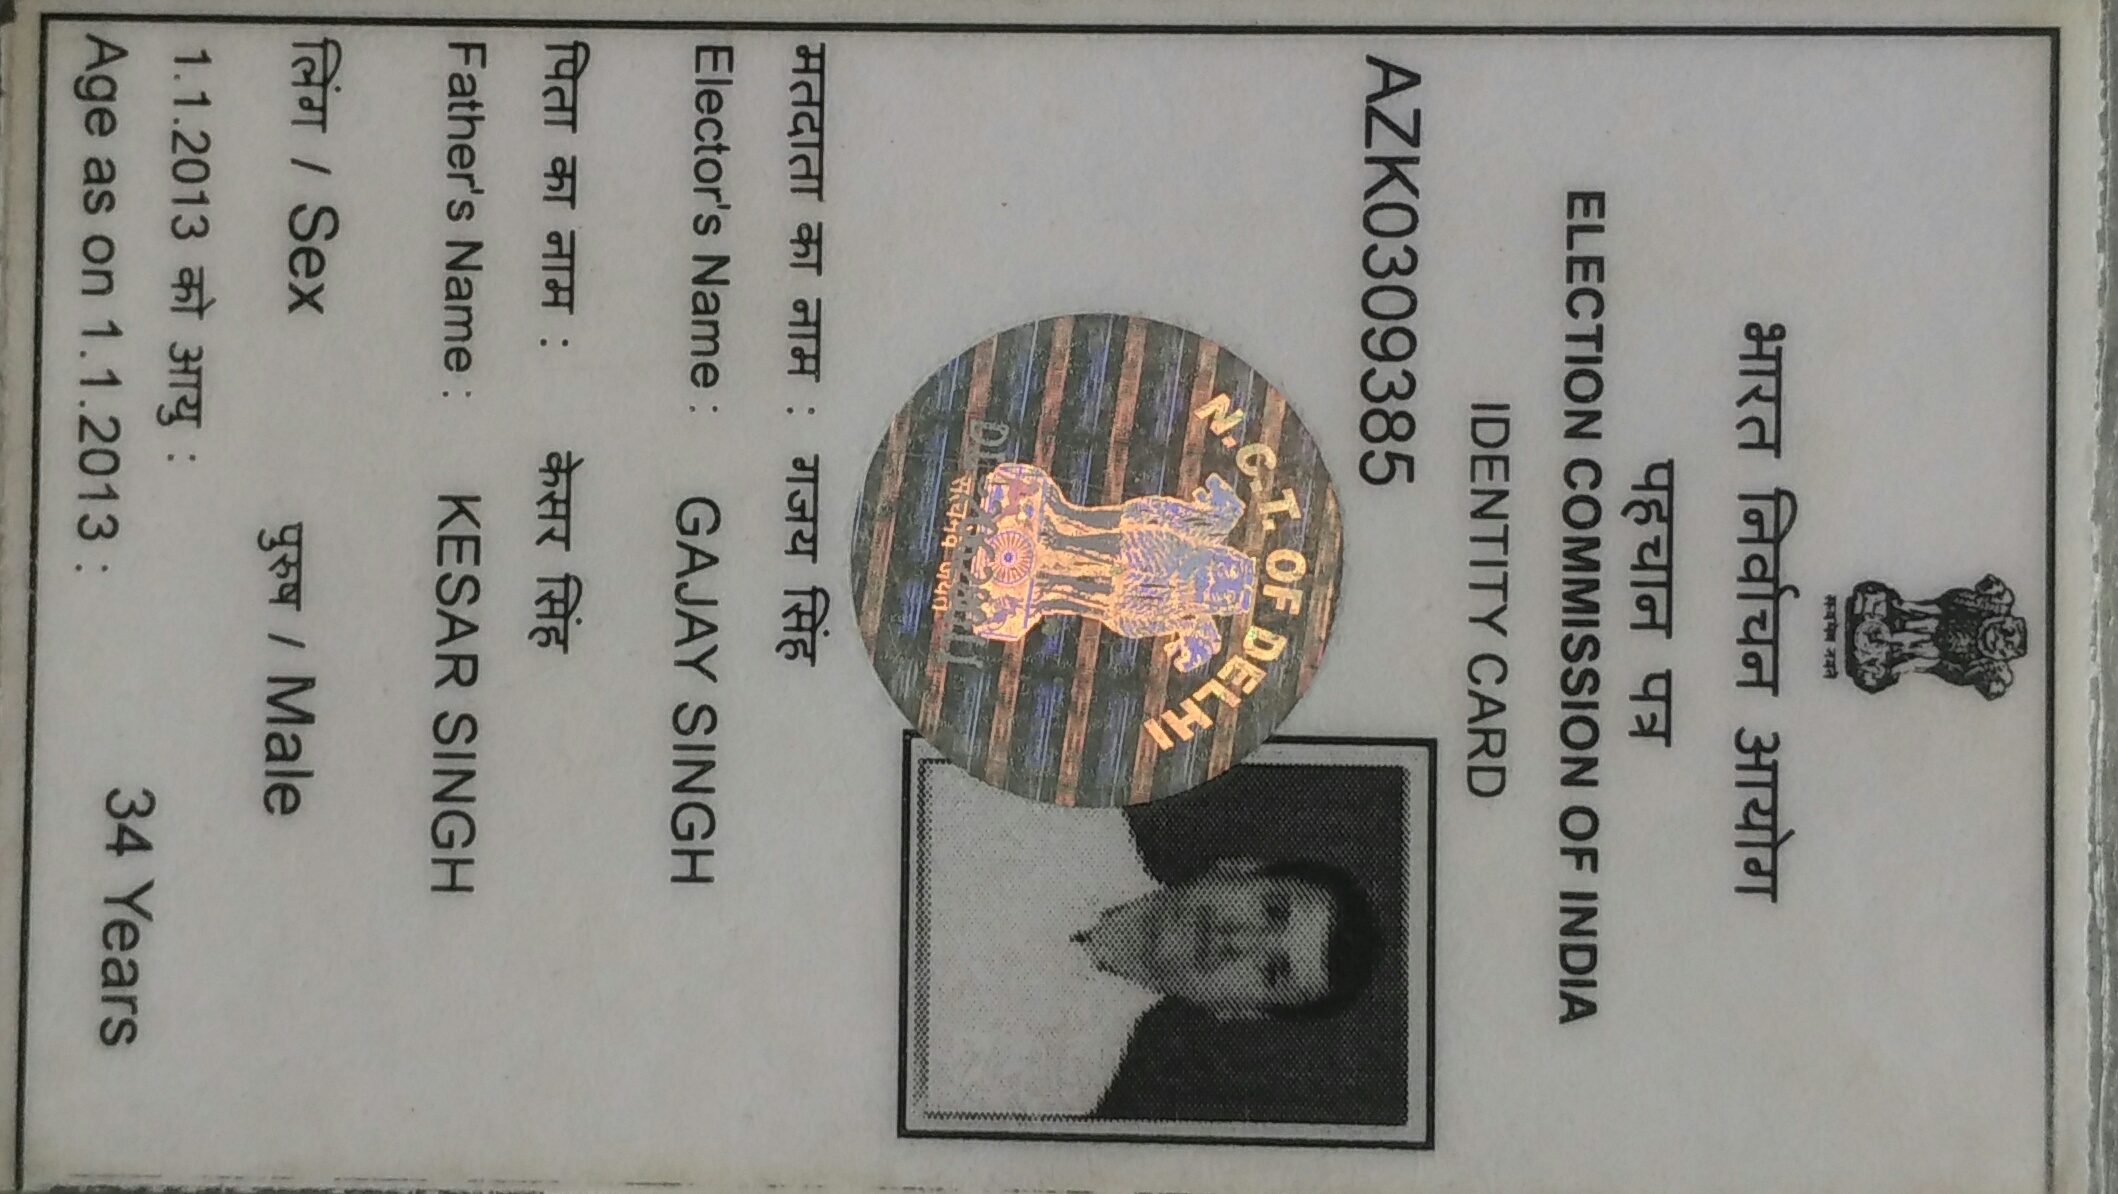 सत्यमेव जयते
भारत निर्वाचन आयोग
पहचान पत्र
ELECTION COMMISSION OF INDIA
IDENTITY CARD
AZK0309385
N.C.T. OF DELHI
सत्यमेव जयते
मतदाता का नाम : गजय सिंह
Elector's Name : GAJAY SINGH
पिता का नाम : केसर सिंह
Father's Name : KESAR SINGH
लिंग / Sex पुरुष / Male
1.1.2013 को आयु :
Age as on 1.1.2013 : 34 Years